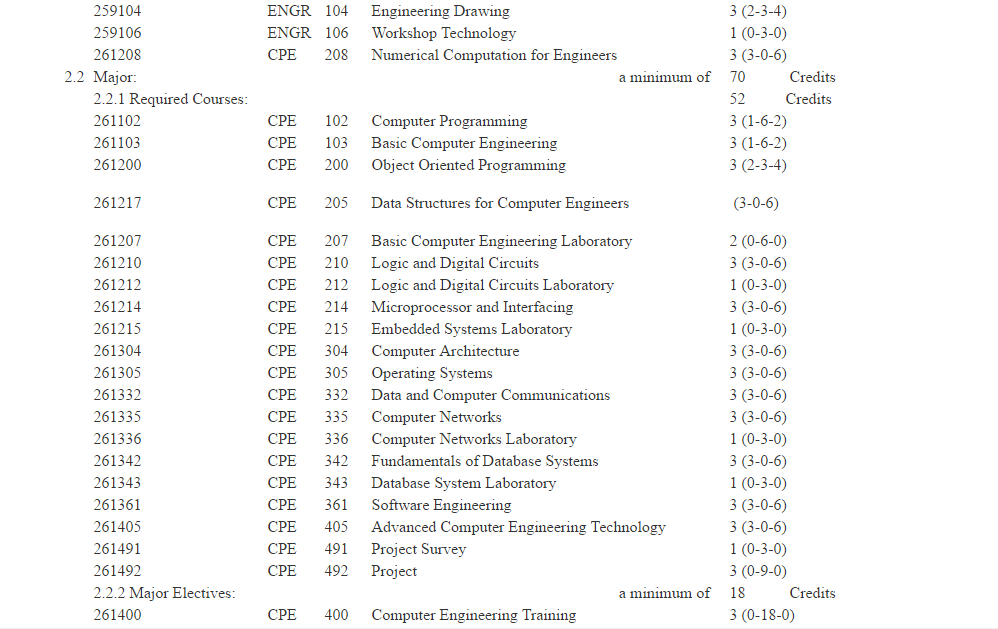 259104 ENGR 104 Engineering Drawing 3 (2-3-4)
259106 ENGR 106 Workshop Technology 1 (0-3-0)
261208 CPE 208 Numerical Computation for Engineers 3 (3-0-6)
2.2 Major: a minimum of 70 Credits
2.2.1 Required Courses: 52 Credits
261102 CPE 102 Computer Programming 3 (1-6-2)
261103 CPE 103 Basic Computer Engineering 3 (1-6-2)
261200 CPE 200 Object Oriented Programming 3 (2-3-4)
261217 CPE 205 Data Structures for Computer Engineers (3-0-6)
261207 CPE 207 Basic Computer Engineering Laboratory 2 (0-6-0)
261210 CPE 210 Logic and Digital Circuits 3 (3-0-6)
261212 CPE 212 Logic and Digital Circuits Laboratory 1 (0-3-0)
261214 CPE 214 Microprocessor and Interfacing 3 (3-0-6)
261215 CPE 215 Embedded Systems Laboratory 1 (0-3-0)
261304 CPE 304 Computer Architecture 3 (3-0-6)
261305 CPE 305 Operating Systems 3 (3-0-6)
261332 CPE 332 Data and Computer Communications 3 (3-0-6)
261335 CPE 335 Computer Networks 3 (3-0-6)
261336 CPE 336 Computer Networks Laboratory 1 (0-3-0)
261342 CPE 342 Fundamentals of Database Systems 3 (3-0-6)
261343 CPE 343 Database System Laboratory 1 (0-3-0)
261361 CPE 361 Software Engineering 3 (3-0-6)
261405 CPE 405 Advanced Computer Engineering Technology 3 (3-0-6)
261491 CPE 491 Project Survey 1 (0-3-0)
261492 CPE 492 Project 3 (0-9-0)
2.2.2 Major Electives: a minimum of 18 Credits
261400 CPE 400 Computer Engineering Training 3 (0-18-0)